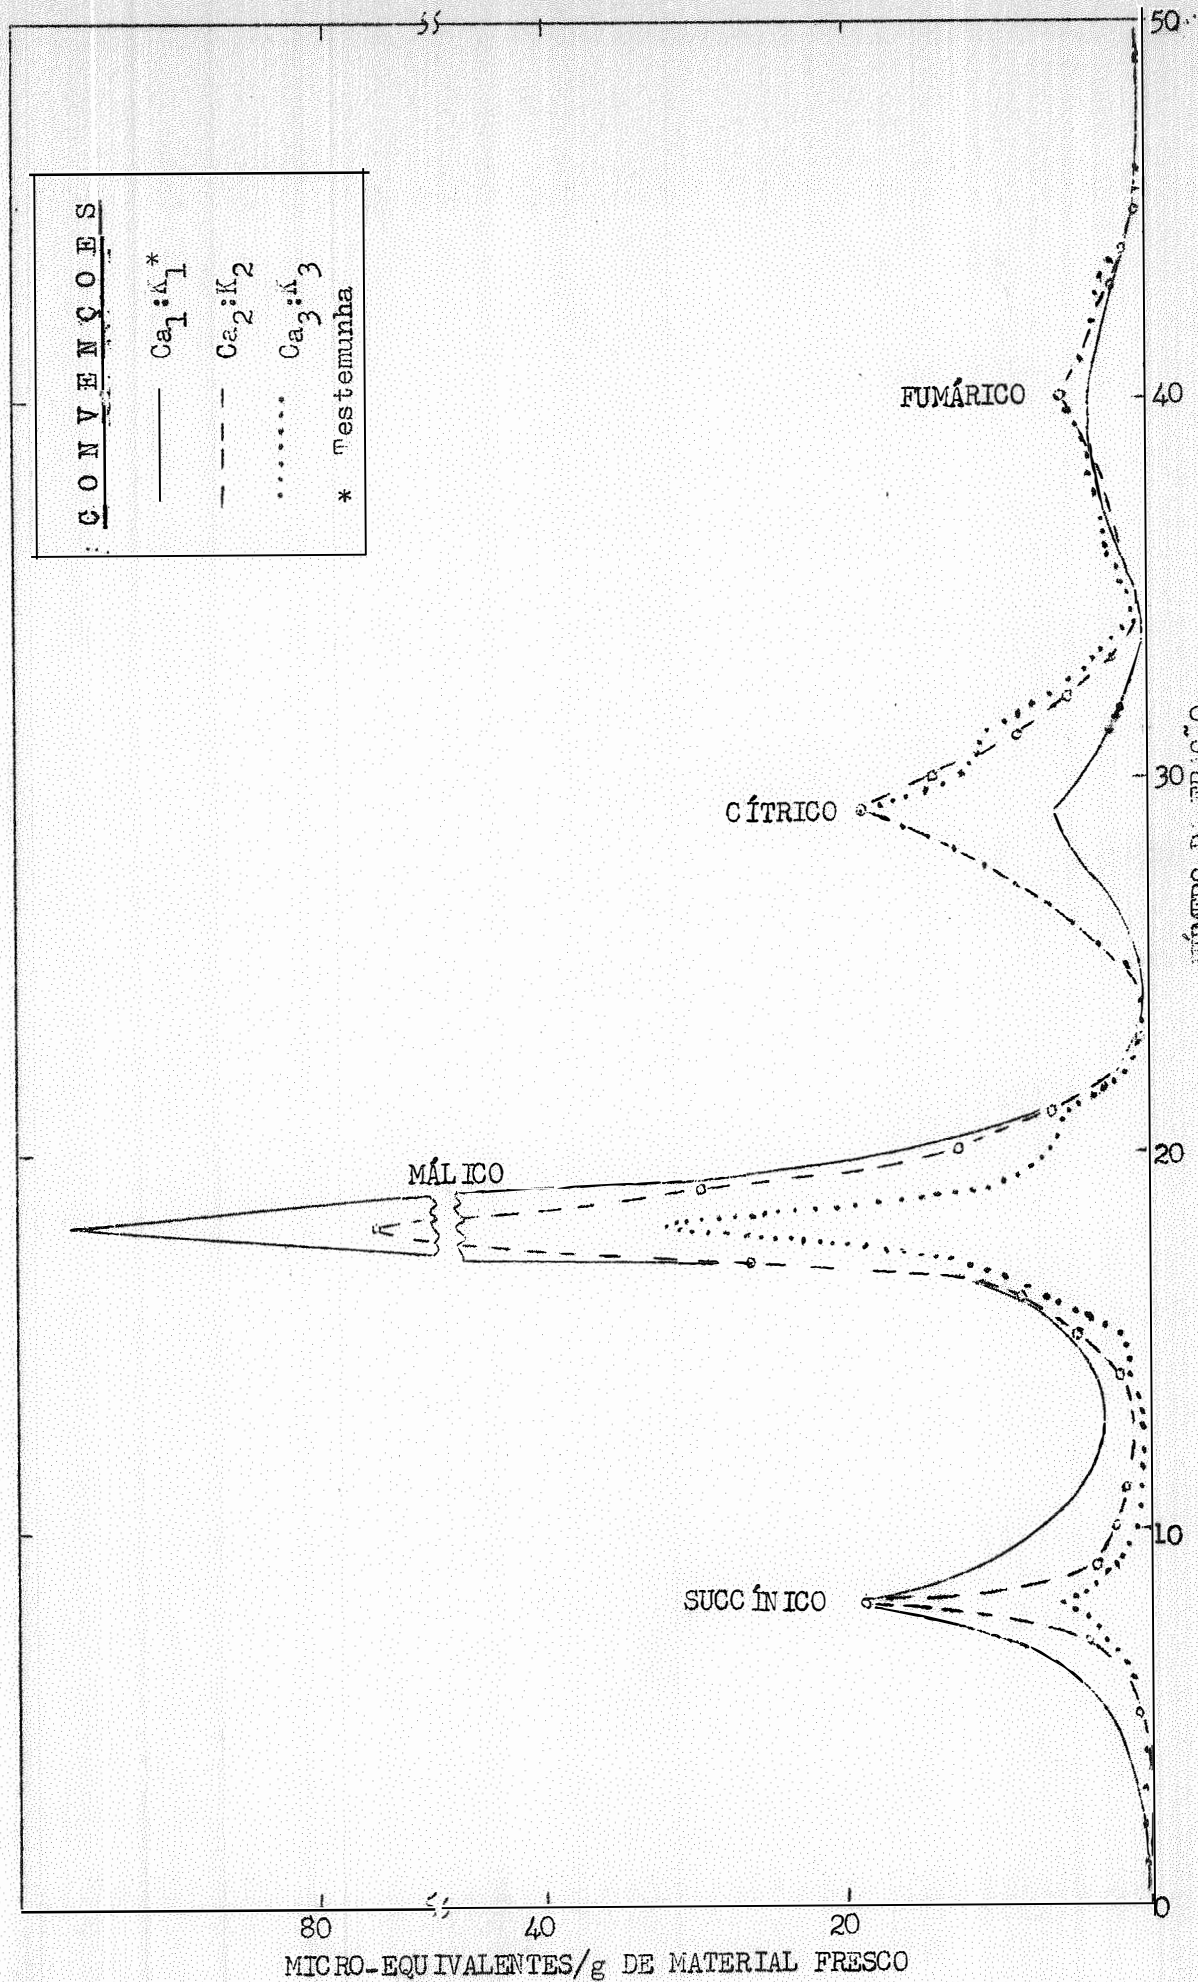 CONVENÇOES
Ca1:K1*
Ca2:K2
Ca3:K3
* Testemunha
50
40
30
20
10
0
FUMÁRICO
CÍTRICO
MÁLICO
SUCCÍNICO
80
40
20
MICRO-EQUIVALENTES/g DE MATERIAL FRESCO